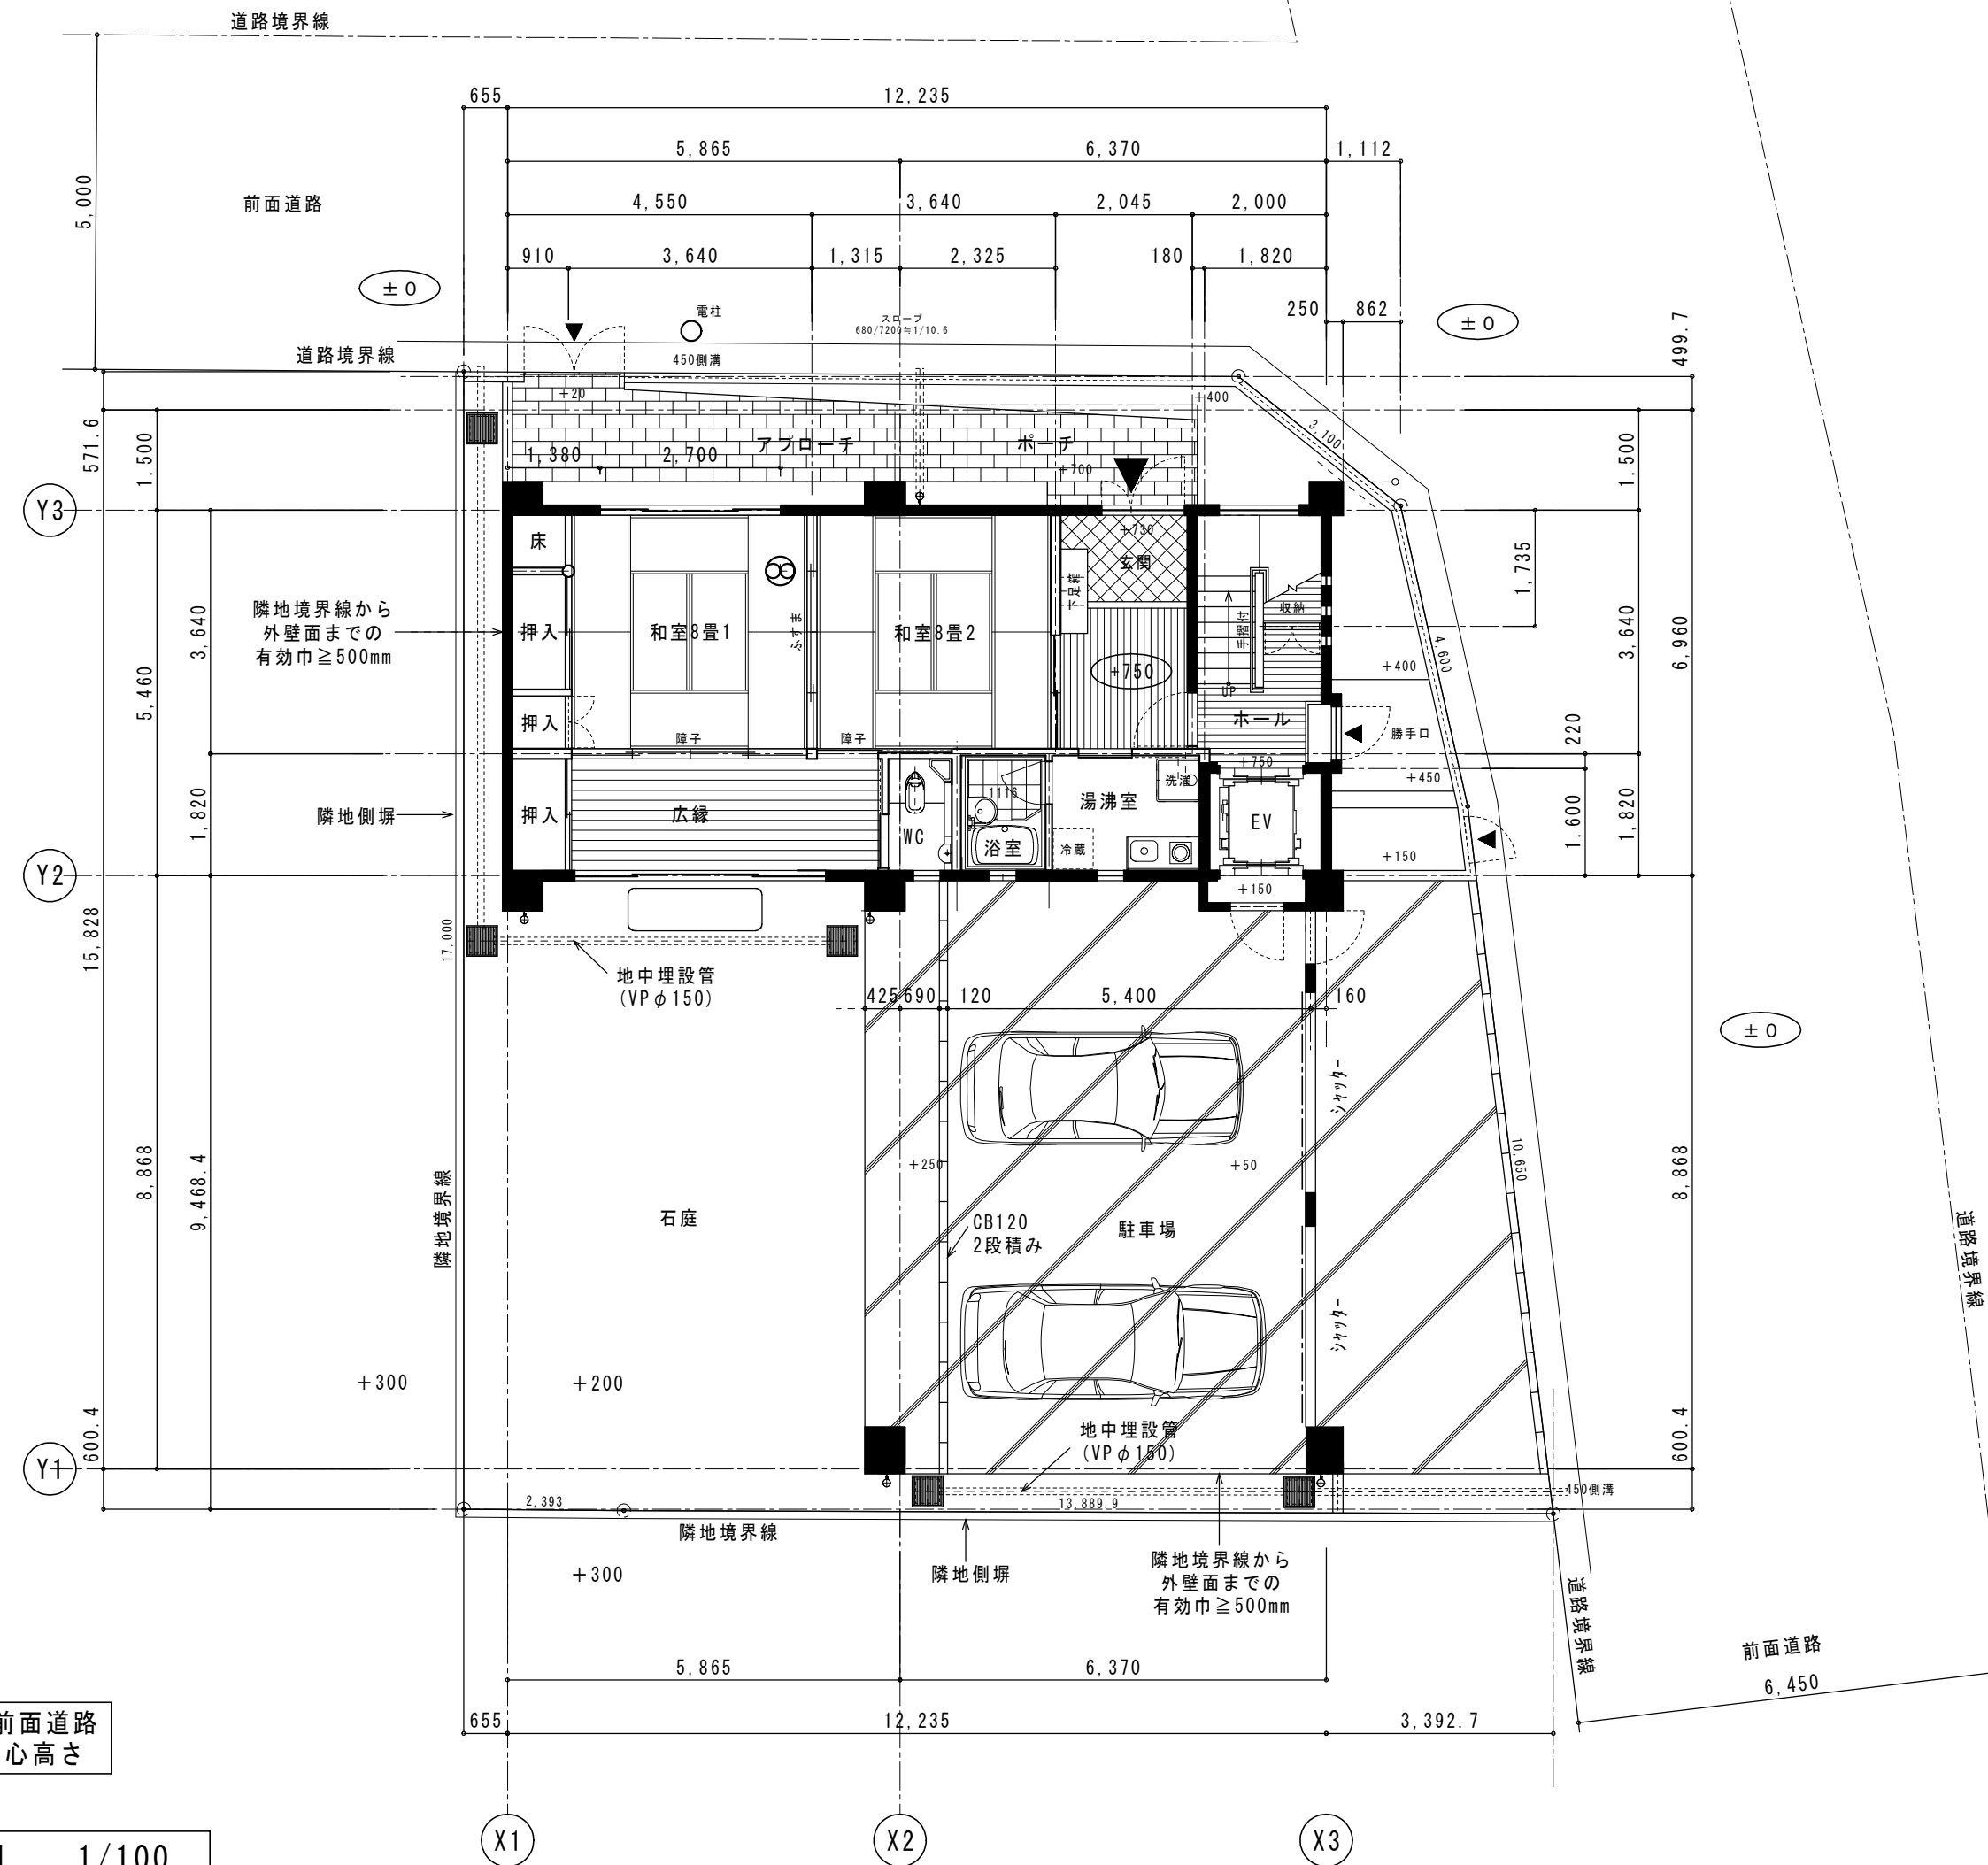 道路境界線
655
12,235
5,865
6,370
1,112
5,000
前面道路
4,550
3,640
2,045
2,000
910
3,640
1,315
2,325
180
1,820
±0
電柱
スロープ
680/7200≒1/10.6
250
862
±0
499.7
道路境界線
450側溝
+20
+400
571.6
1,500
アプローチ
ポーチ
3,100
1,500
1,380
2,700
+700
Y3
床
+730
玄関
1,735
隣地境界線から
外壁面までの
有効巾≧500mm
3,640
押入
和室8畳1
ふすま
和室8畳2
下足箱
収納
手摺付
4,600
3,640
6,960
+400
+750
5,460
UP
押入
障子
障子
ホール
勝手口
220
+750
+450
1,820
隣地側塀
押入
広縁
WC
1116
浴室
湯沸室
洗濯
冷蔵
EV
1,600
1,820
+150
Y2
+150
15,828
17,000
地中埋設管
(VPφ150)
425
690
120
5,400
160
±0
シャッター
8,868
9,468.4
隣地境界線
+250
+50
10,650
8,868
石庭
CB120
2段積み
駐車場
道路境界線
シャッター
+300
+200
600.4
地中埋設管
(VPφ150)
600.4
Y1
2,393
13,889.9
450側溝
隣地境界線
+300
隣地側塀
隣地境界線から
外壁面までの
有効巾≧500mm
道路境界線
前面道路
6,450
5,865
6,370
前面道路
心高さ
655
12,235
3,392.7
X1
X2
X3
1/100